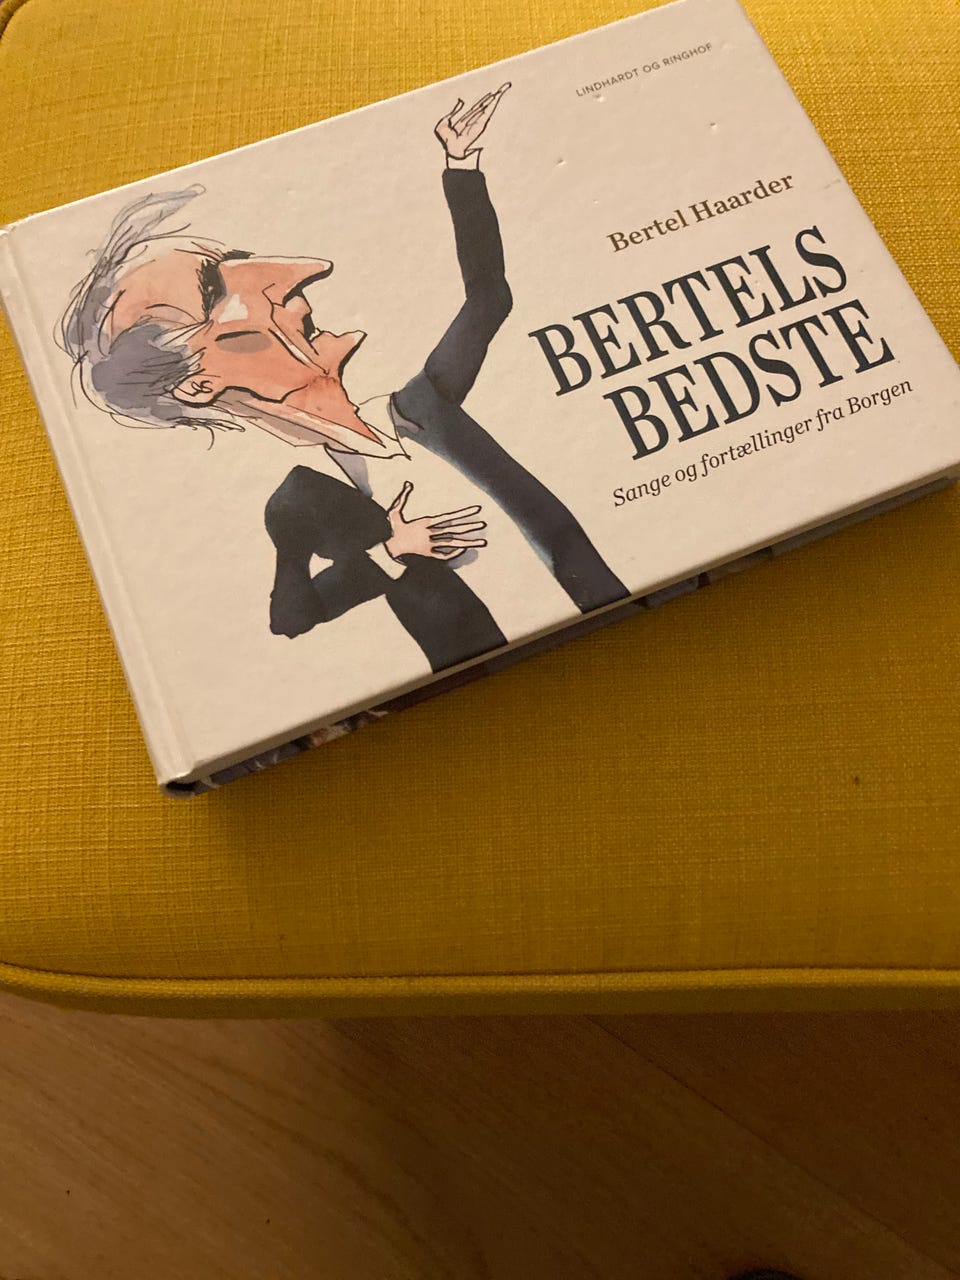 LINDHARDT OG RINGHOF
Bertel Haarder
BERTELS
BEDSTE
Sange og fortællinger fra Borgen